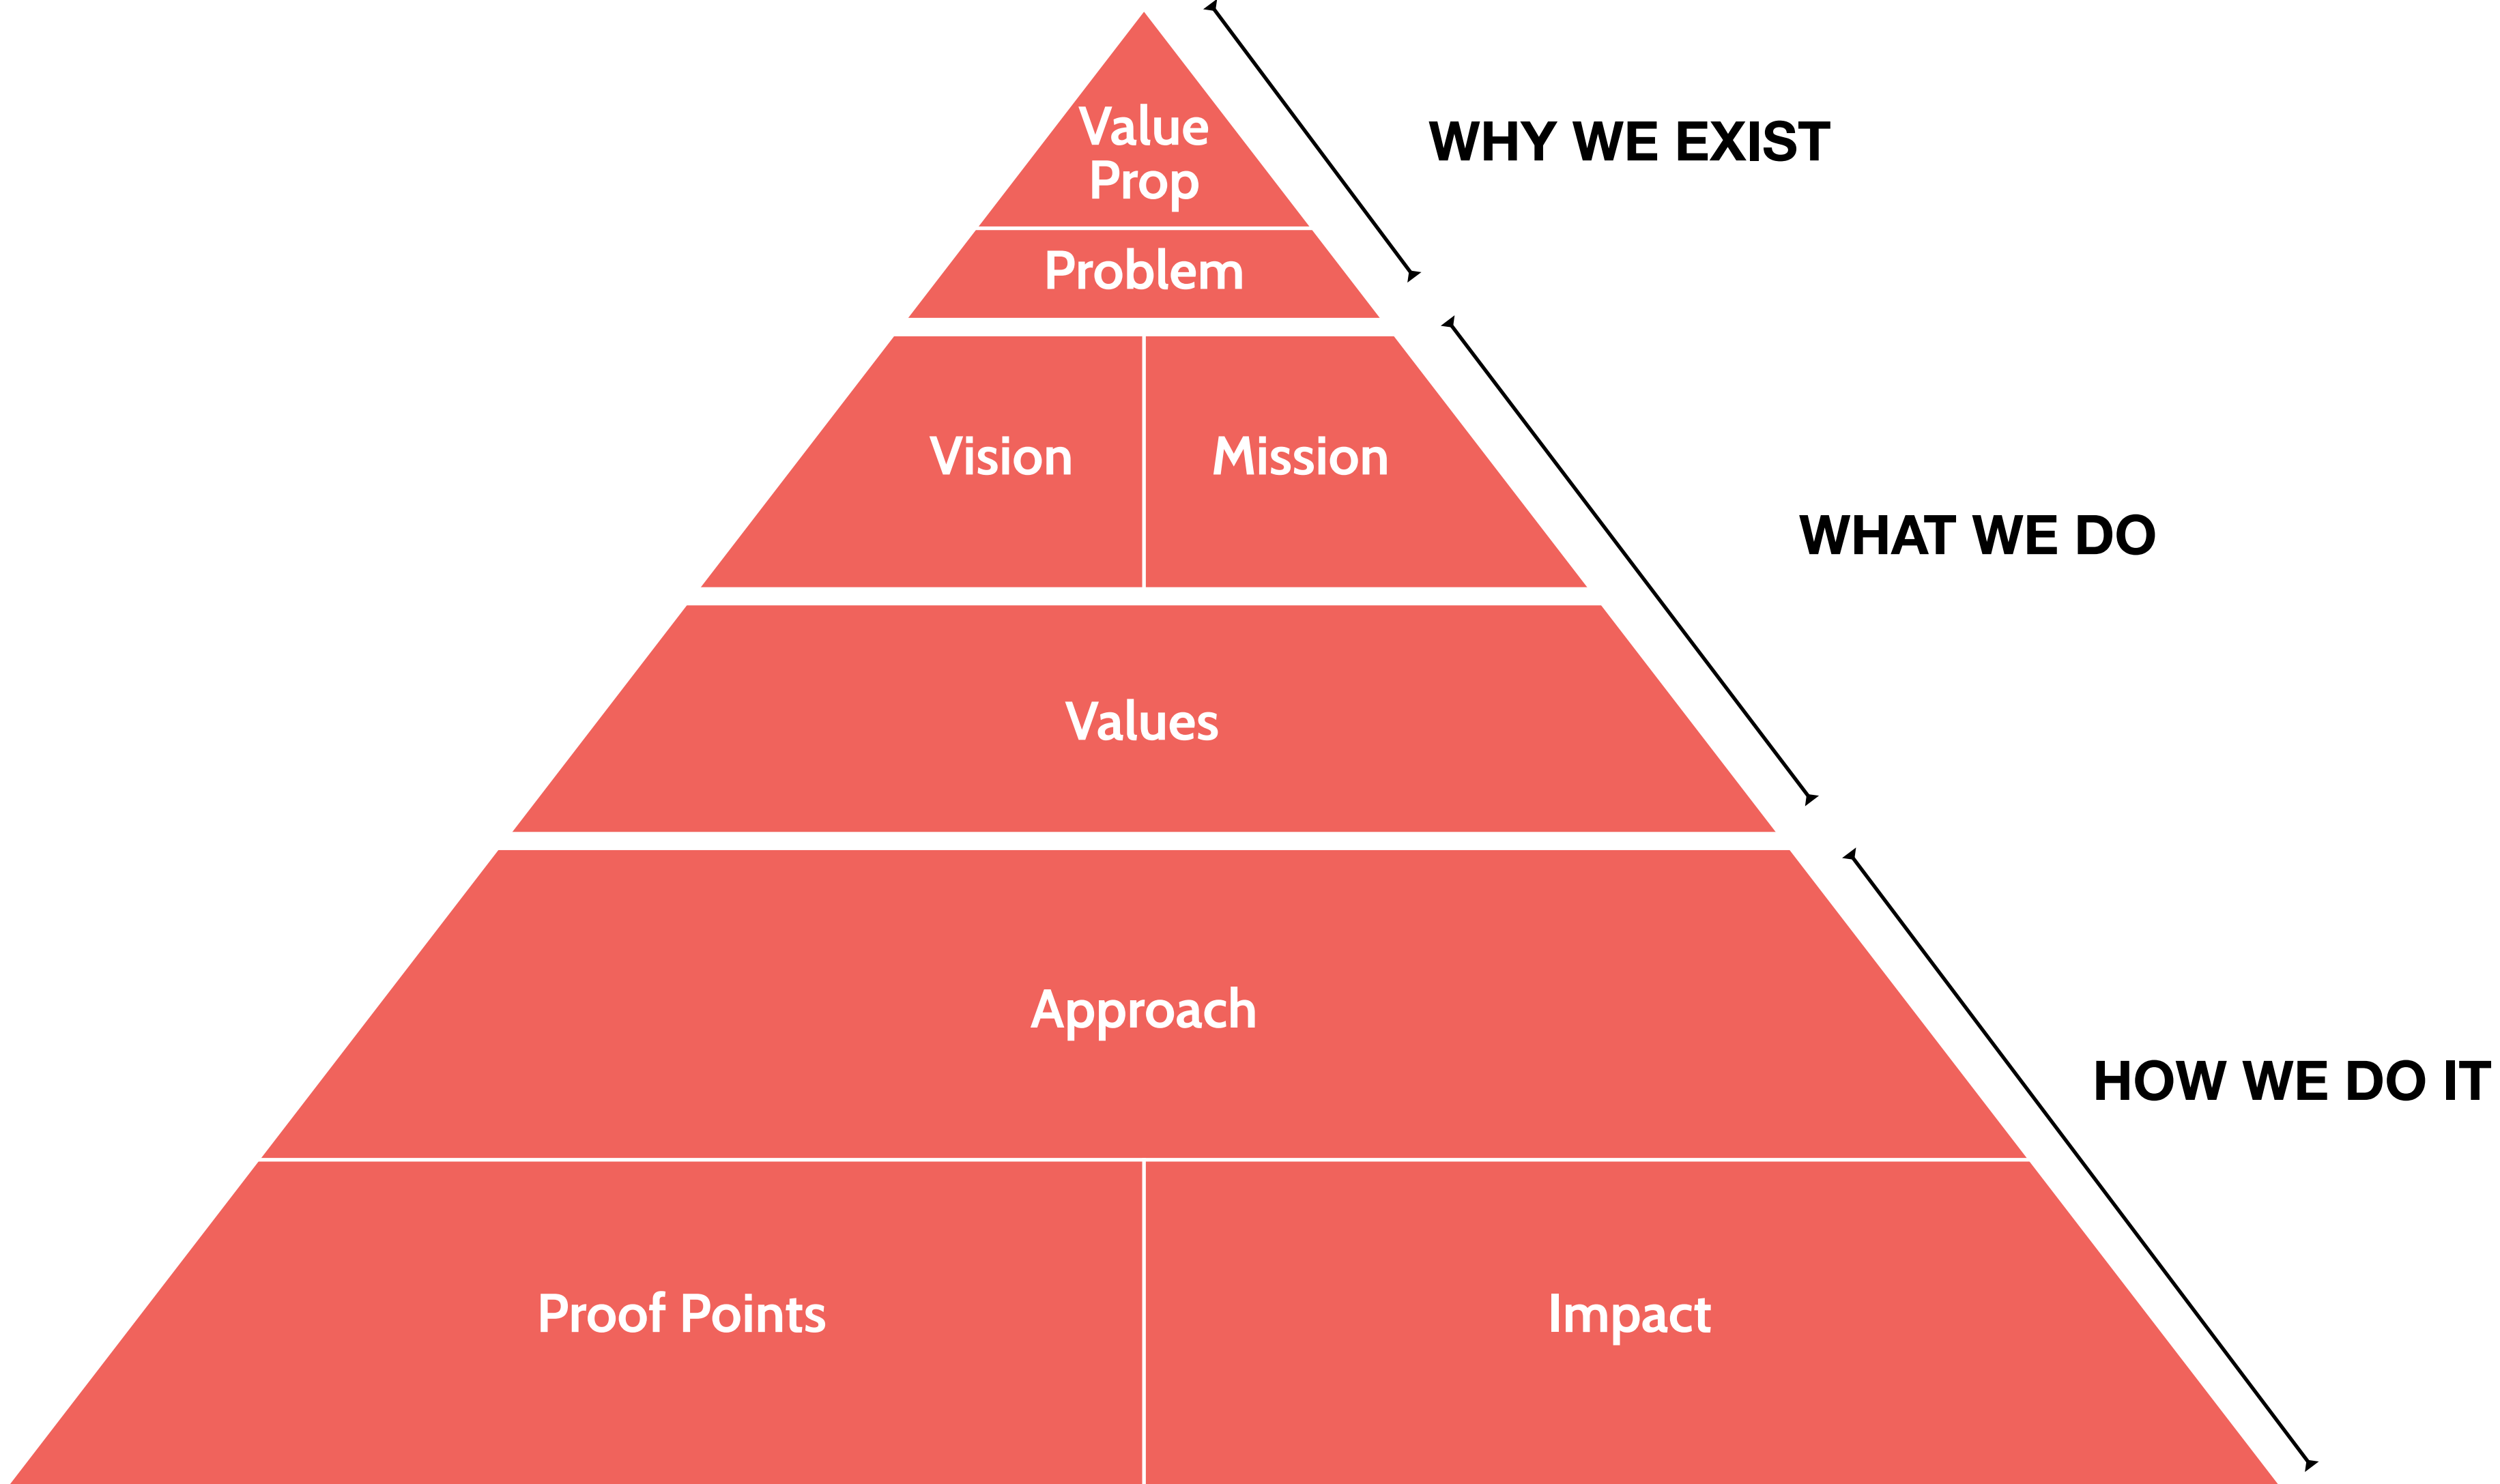 Value
Prop
WHY WE EXIST
Problem
Vision
Mission
WHAT WE DO
Values
Approach
HOW WE DO IT
Proof Points
Impact